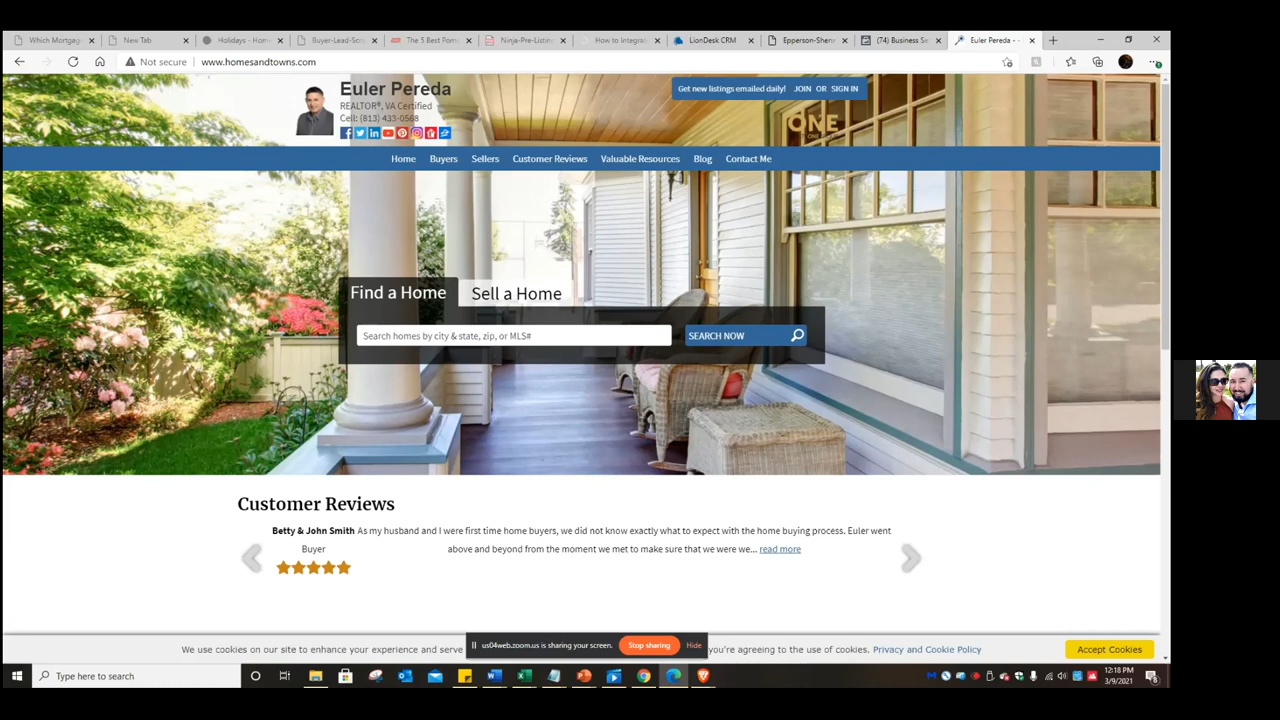 Which Mortga
New Tab
Holidays - Home
Buyer-Lead-Scr
The 5 Best Pom
Ninja-Pre-Listin
How to Integra
LionDesk CRM
Epperson-Shen
(74) Business Se
Euler Pereda - -
Not secure
www.homesandtowns.com
Euler Pereda
REALTOR®, VA Certified
Cell: (813) 433-0568
Get new listings emailed daily! JOIN OR SIGN IN
ONE
Home
Buyers
Sellers
Customer Reviews
Valuable Resources
Blog
Contact Me
Find a Home
Sell a Home
Search homes by city & state, zip, or MLS#
SEARCH NOW
Customer Reviews
Betty & John Smith
Buyer
As my husband and I were first time home buyers, we did not know exactly what to expect with the home buying process. Euler went
above and beyond from the moment we met to make sure that we were we... read more
We use cookies on our site to enhance your experience and serve
you're agreeing to the use of cookies. Privacy and Cookie Policy
Accept Cookies
us04web.zoom.us is sharing your screen.
Stop sharing
Hide
Type here to search
12:18 PM
3/9/2021